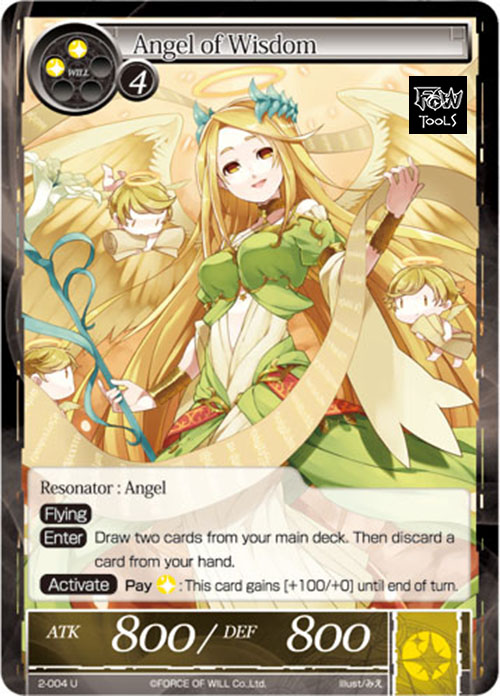 Angel of Wisdom
WILL
4
FOW
TOOLS
Resonator : Angel
Flying
Enter Draw two cards from your main deck. Then discard a
card from your hand.
Activate Pay : This card gains [+100/+0] until end of turn.
ATK 800 / DEF 800
2-004 U ©FORCE OF WILL Co.,Ltd. Illust/みえ